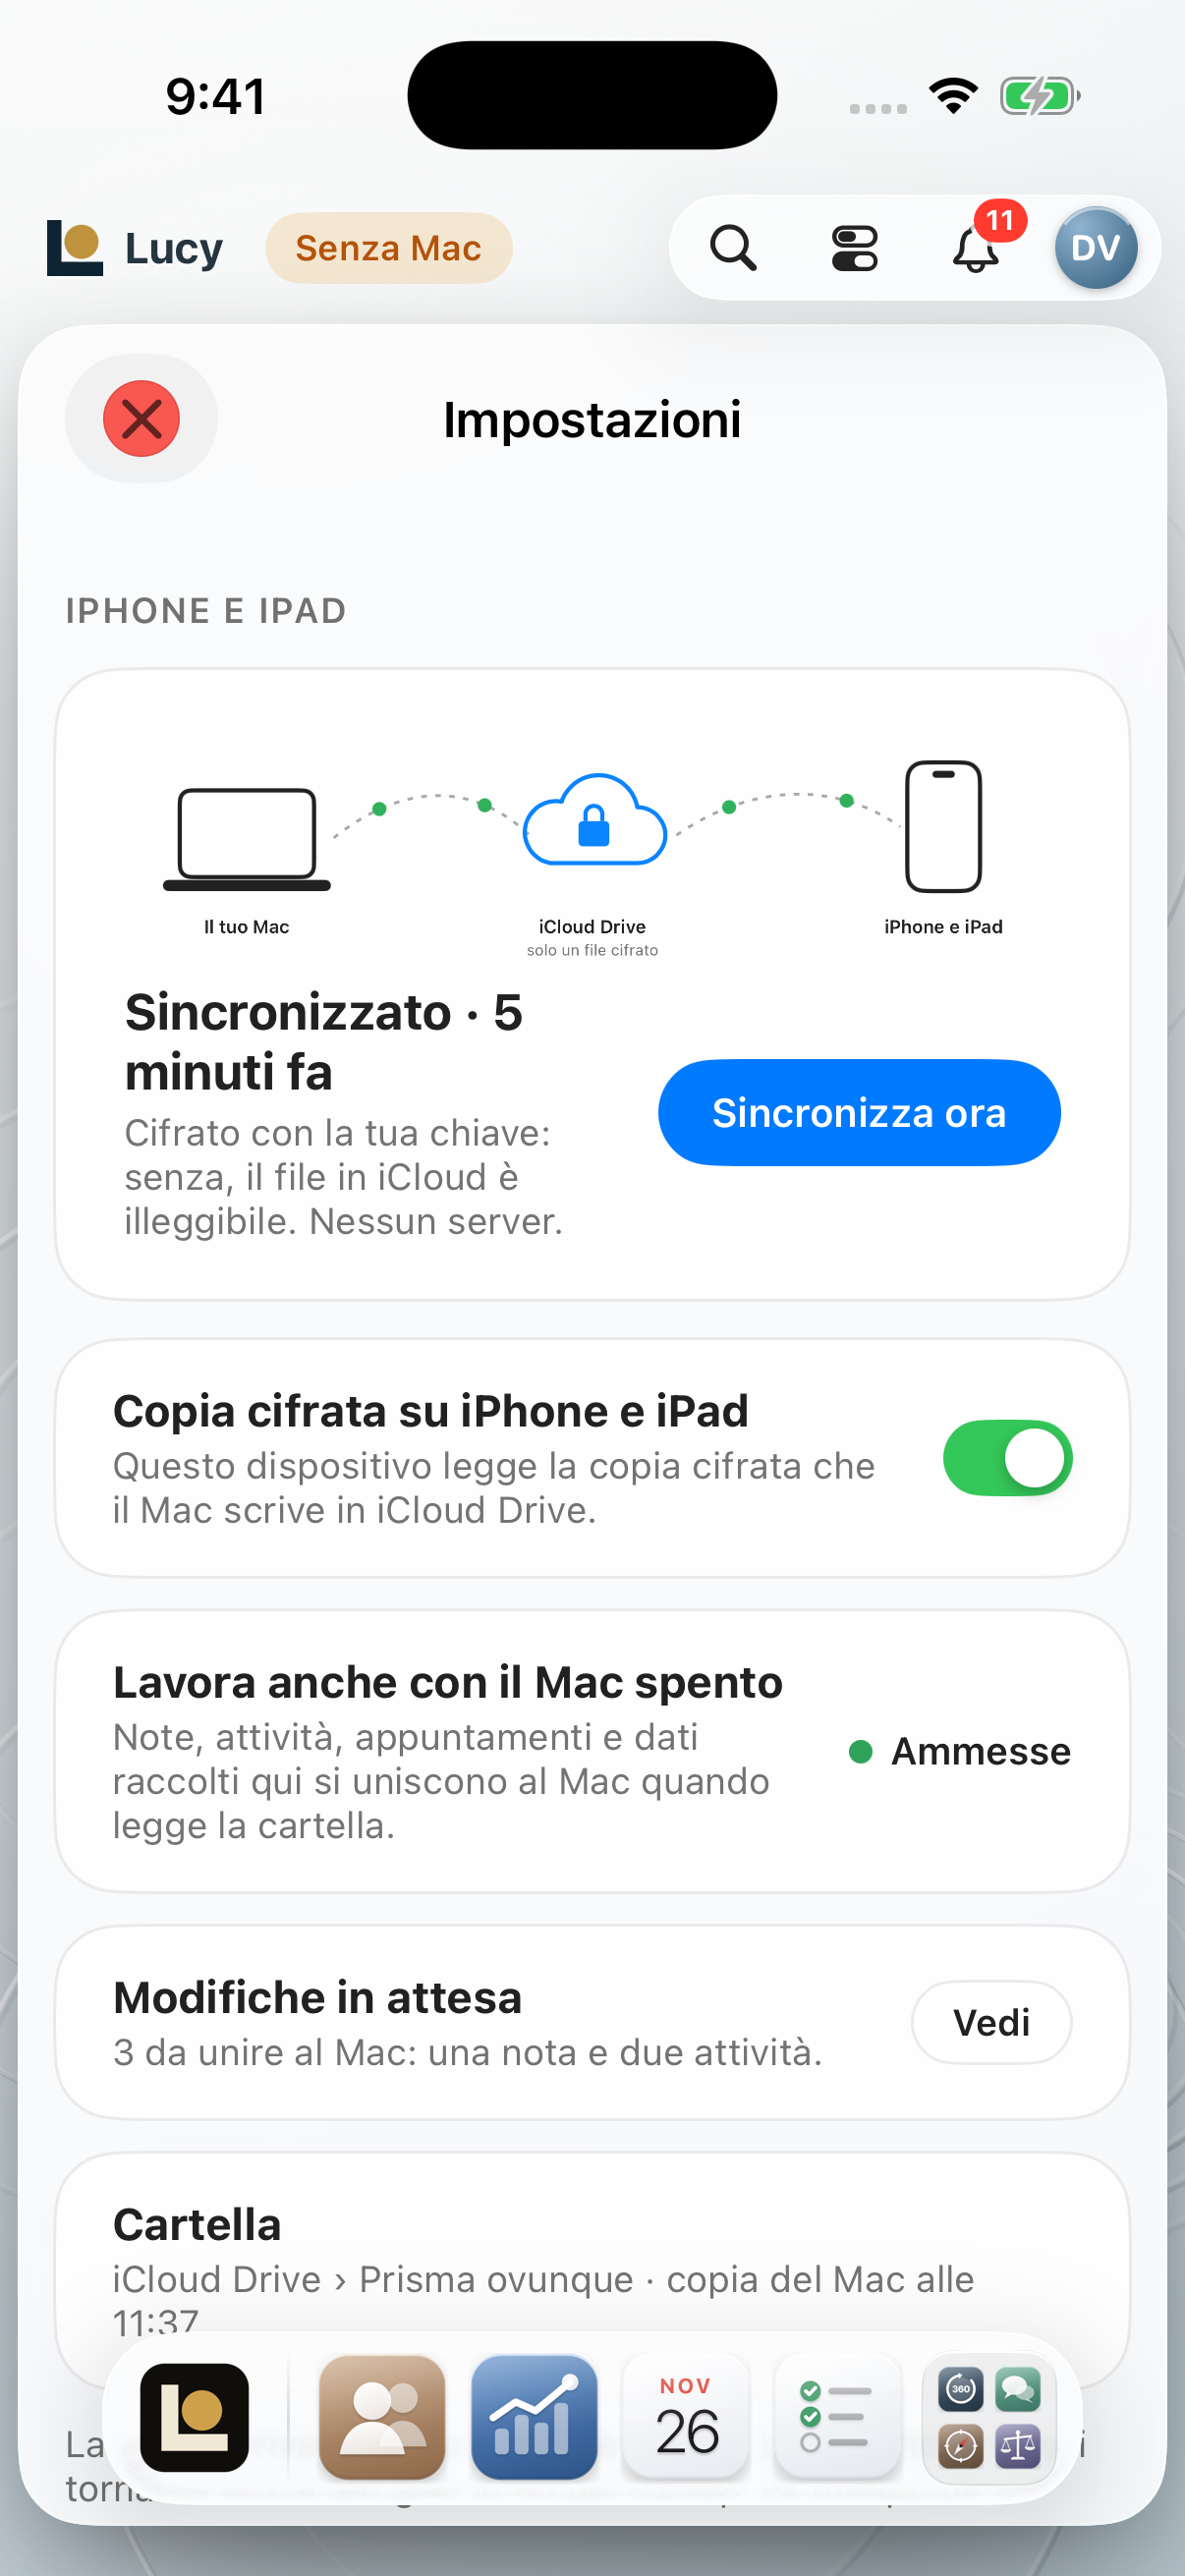 9:41
Lucy
Senza Mac
11
DV
Impostazioni
IPHONE E IPAD
Il tuo Mac
iCloud Drive
solo un file cifrato
iPhone e iPad
Sincronizzato · 5
minuti fa
Cifrato con la tua chiave:
senza, il file in iCloud è
illeggibile. Nessun server.
Sincronizza ora
Copia cifrata su iPhone e iPad
Questo dispositivo legge la copia cifrata che
il Mac scrive in iCloud Drive.
Lavora anche con il Mac spento
Note, attività, appuntamenti e dati
raccolti qui si uniscono al Mac quando
legge la cartella.
Ammesse
Modifiche in attesa
3 da unire al Mac: una nota e due attività.
Vedi
Cartella
iCloud Drive › Prisma ovunque · copia del Mac alle
11:37
NOV
26
360
La